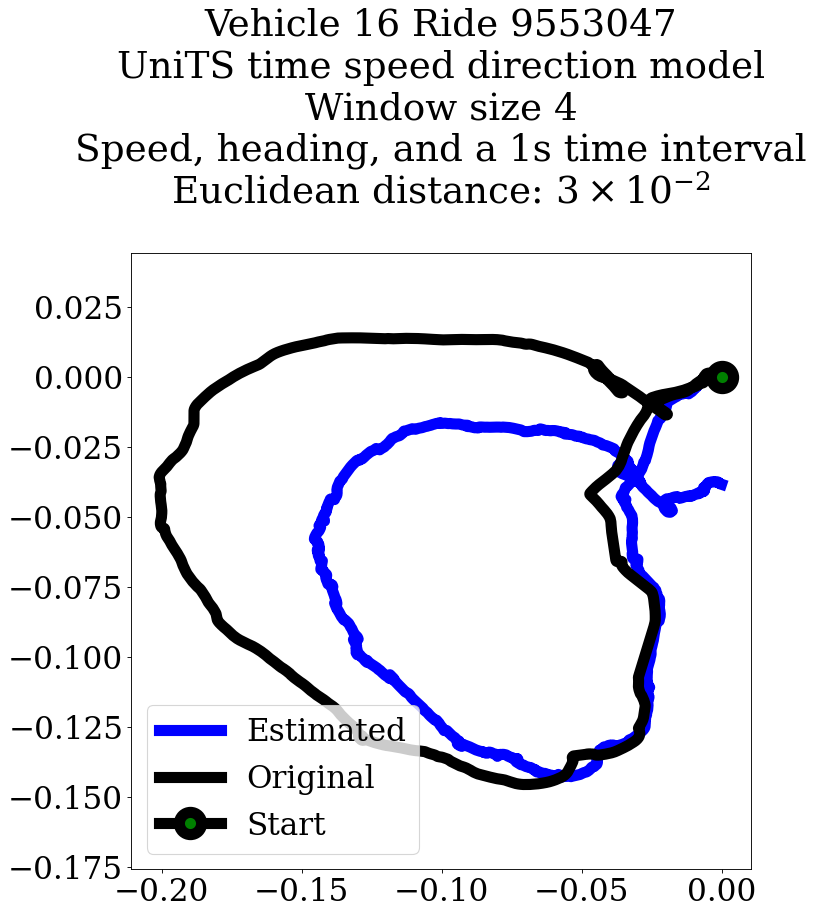 Vehicle 16 Ride 9553047
UniTS time speed direction model
Window size 4
Speed, heading, and a 1s time interval
Euclidean distance: 3 × 10⁻²
0.025
0.000
−0.025
−0.050
−0.075
−0.100
−0.125
−0.150
−0.175
Estimated
Original
Start
−0.20 −0.15 −0.10 −0.05 0.00